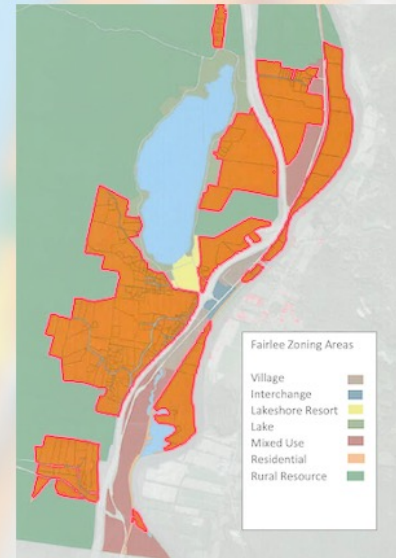 Fairlee Zoning Areas
Village
Interchange
Lakeshore Resort
Lake
Mixed Use
Residential
Rural Resource